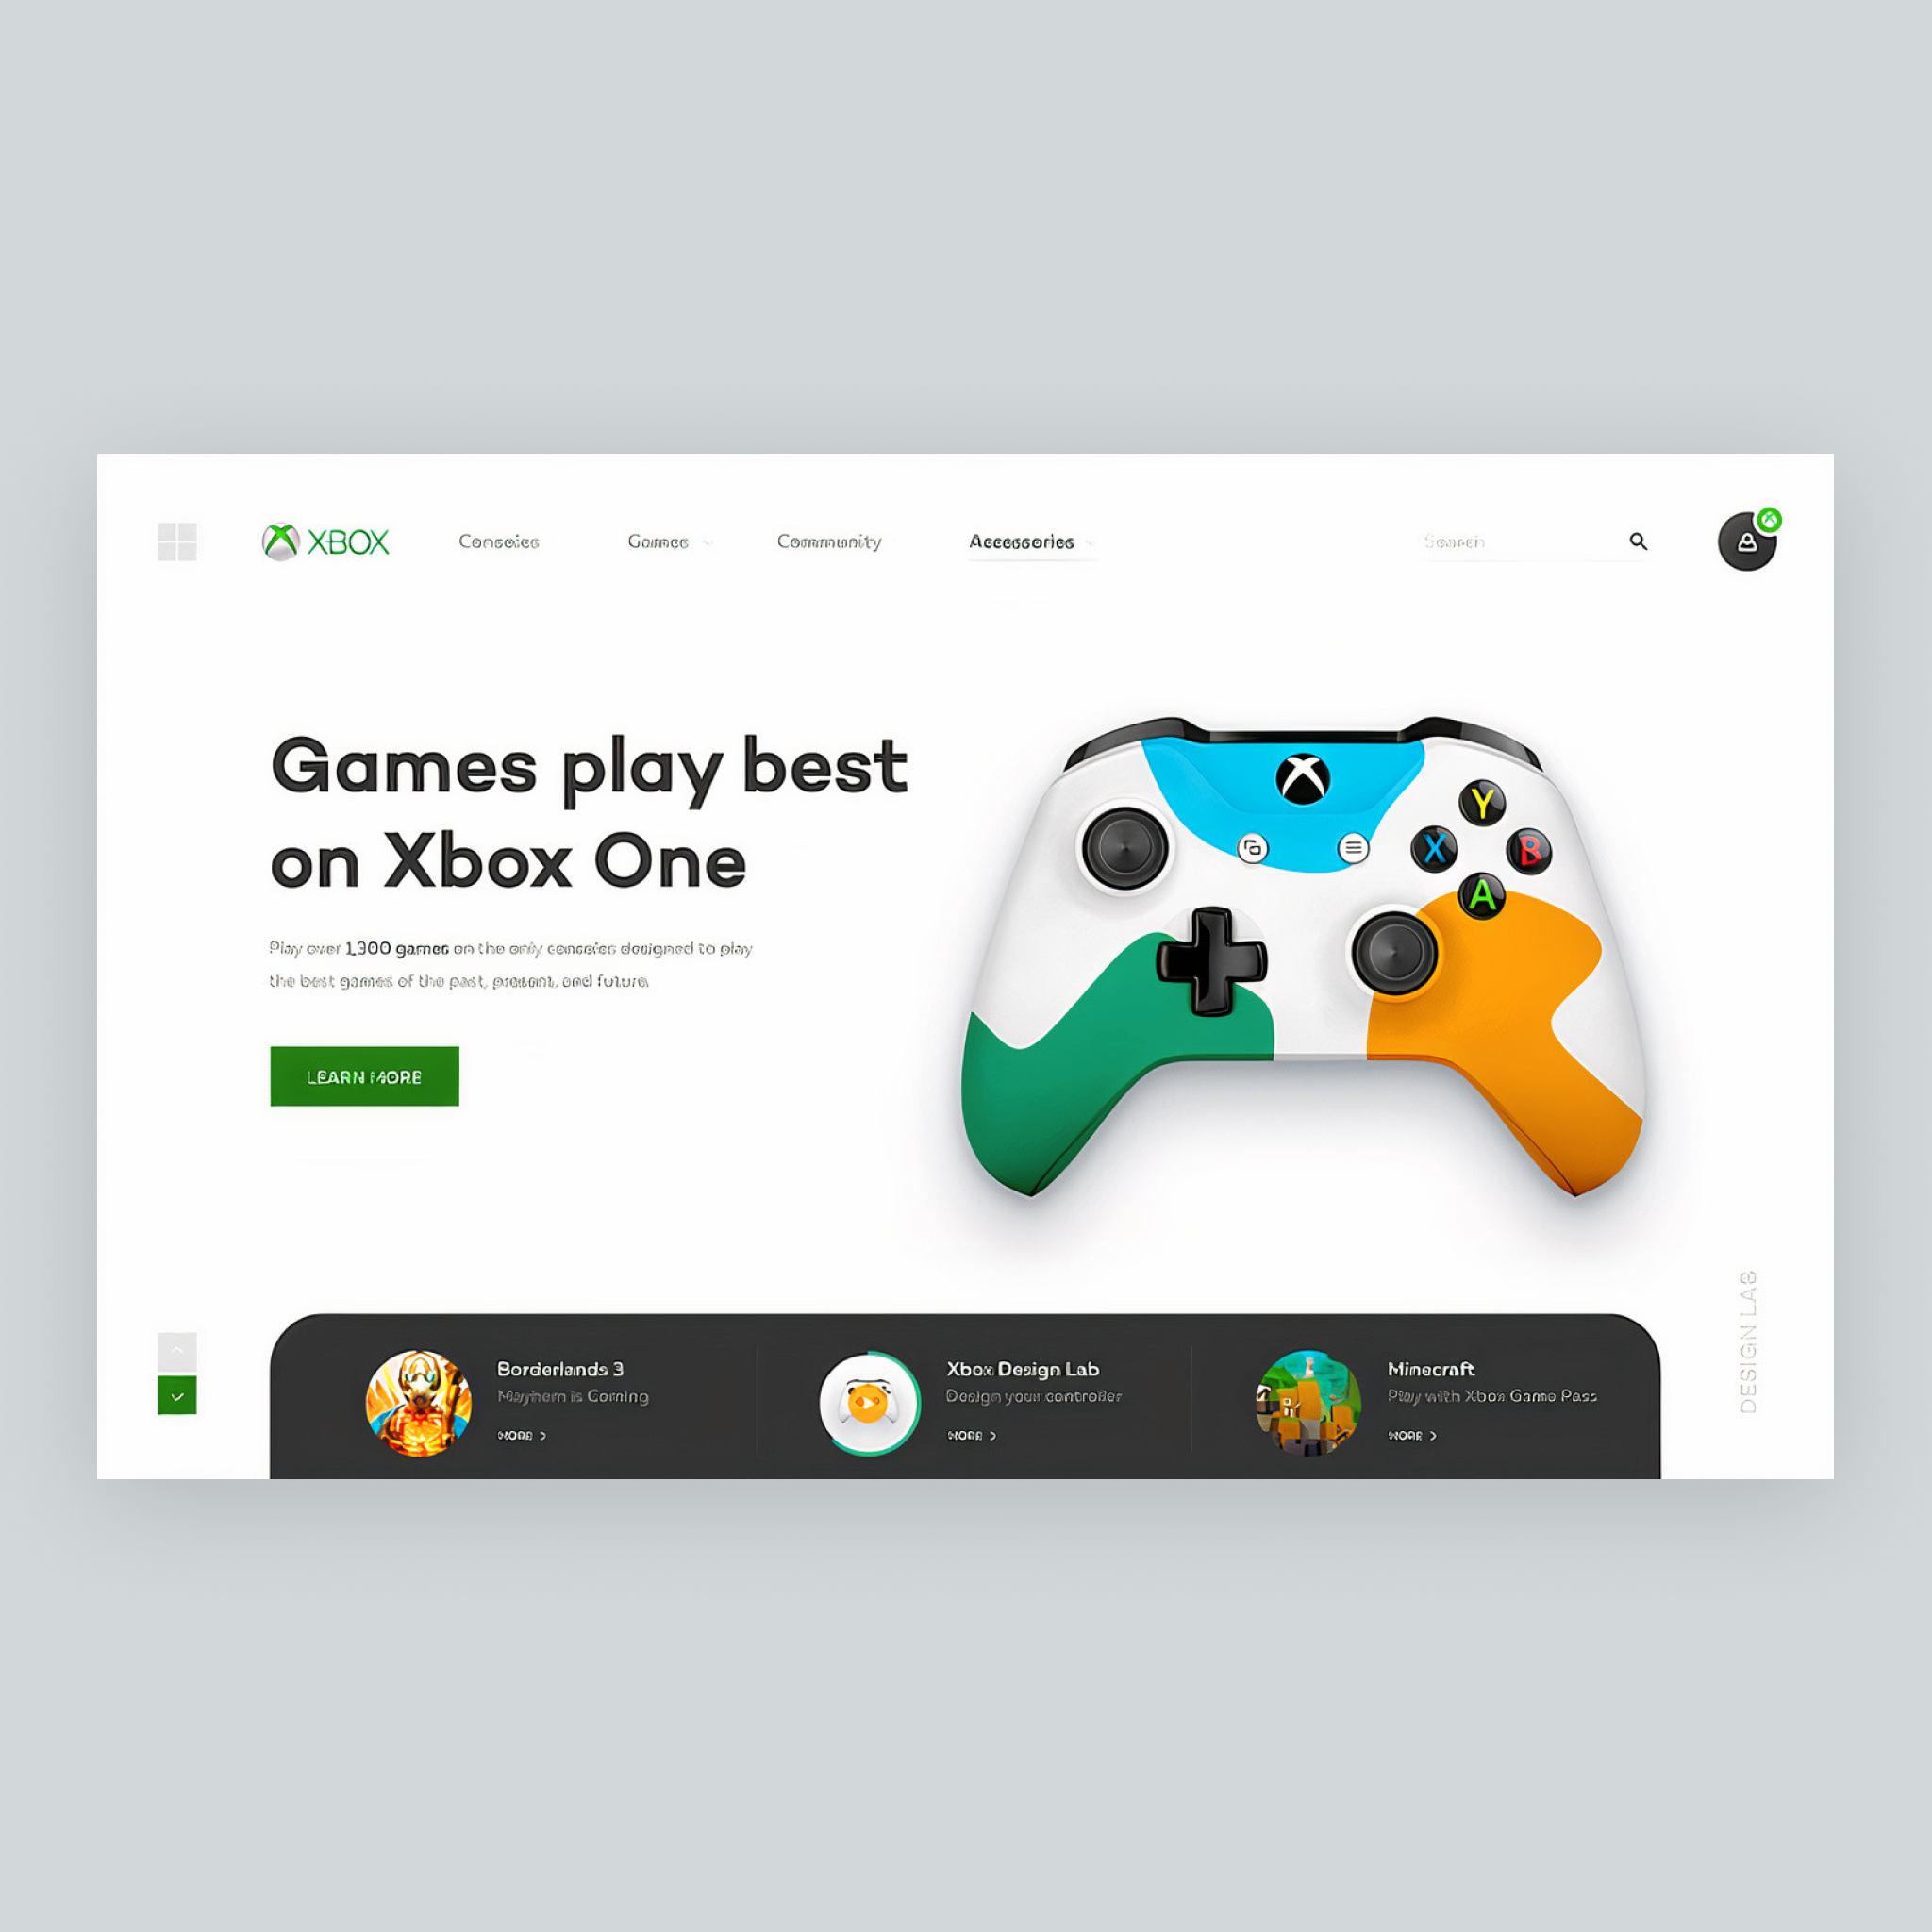 XBOX
Consoles
Games
Community
Accessories
Search
Games play best
on Xbox One
Play over 1,300 games on the only consoles designed to play
the best games of the past, present, and future.
LEARN MORE
Y
X
B
A
DESIGN LAB
Borderlands 3
Mayhem is Coming
MORE
Xbox Design Lab
Design your controller
MORE
Minecraft
Play with Xbox Game Pass
MORE